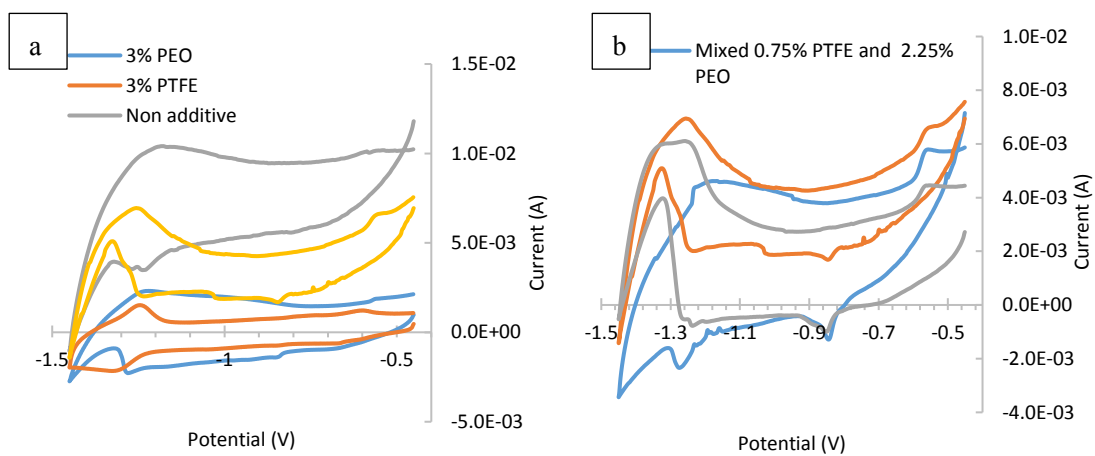 a
3% PEO
3% PTFE
Non additive
1.5E-02
1.0E-02
5.0E-03
0.0E+00
-5.0E-03
-1.5
-1
-0.5
Current (A)
Potential (V)
b
Mixed 0.75% PTFE and 2.25%
PEO
1.0E-02
8.0E-03
6.0E-03
4.0E-03
2.0E-03
0.0E+00
-2.0E-03
-4.0E-03
-1.5
-1.3
-1.1
-0.9
-0.7
-0.5
Current (A)
Potential (V)